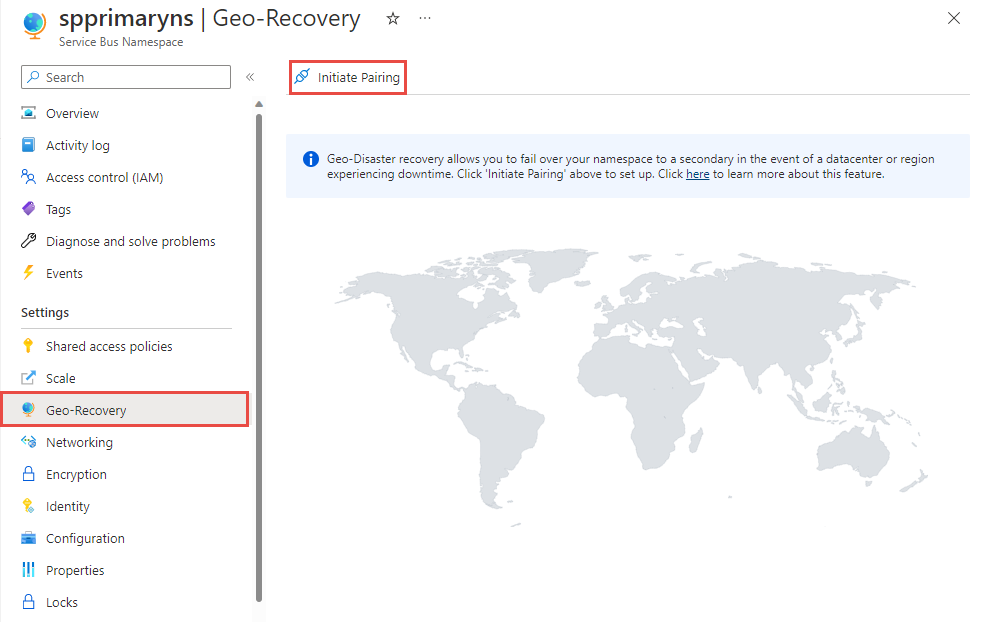 spprimaryns | Geo-Recovery
Service Bus Namespace
Search
Overview
Activity log
Access control (IAM)
Tags
Diagnose and solve problems
Events
Settings
Shared access policies
Scale
Geo-Recovery
Networking
Encryption
Identity
Configuration
Properties
Locks
Initiate Pairing
Geo-Disaster recovery allows you to fail over your namespace to a secondary in the event of a datacenter or region
experiencing downtime. Click 'Initiate Pairing' above to set up. Click here to learn more about this feature.